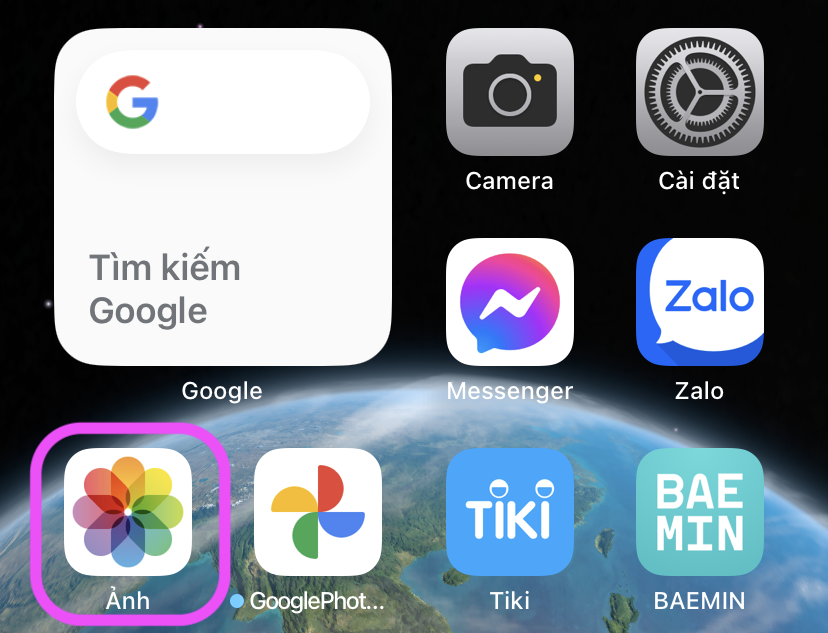 Tìm kiếm
Google
Google
Camera
Cài đặt
Zalo
Messenger
Zalo
Ảnh
GooglePhot...
TIKI
Tiki
BAE
MIN
BAEMIN